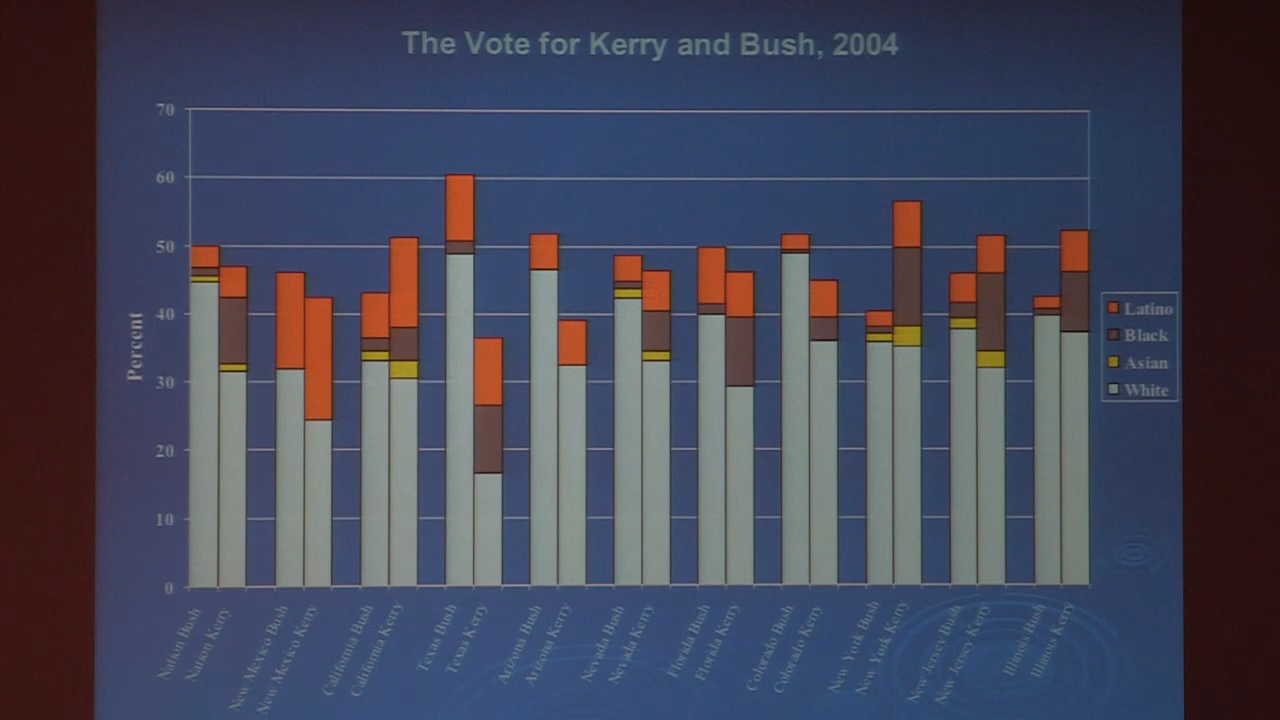 The Vote for Kerry and Bush, 2004
70
60
50
40
30
20
10
0
Percent
Latino
Black
Asian
White
Nation Bush
Nation Kerry
New Mexico Bush
New Mexico Kerry
California Bush
California Kerry
Texas Bush
Texas Kerry
Arizona Bush
Arizona Kerry
Nevada Bush
Nevada Kerry
Florida Bush
Florida Kerry
Colorado Bush
Colorado Kerry
New York Bush
New York Kerry
New Jersey Bush
New Jersey Kerry
Illinois Bush
Illinois Kerry